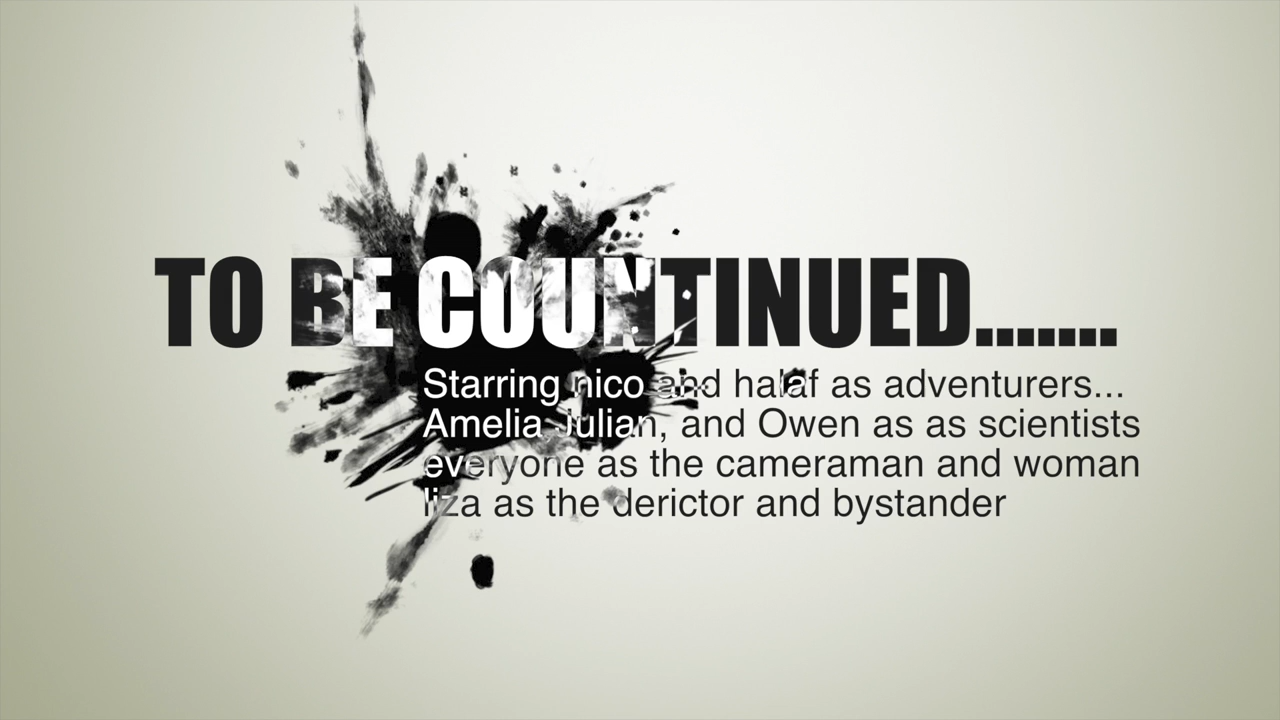 TO BE COUNTINUED.......
Starring nico and halaf as adventurers...
Amelia Julian, and Owen as as scientists
everyone as the cameraman and woman
liza as the derictor and bystander